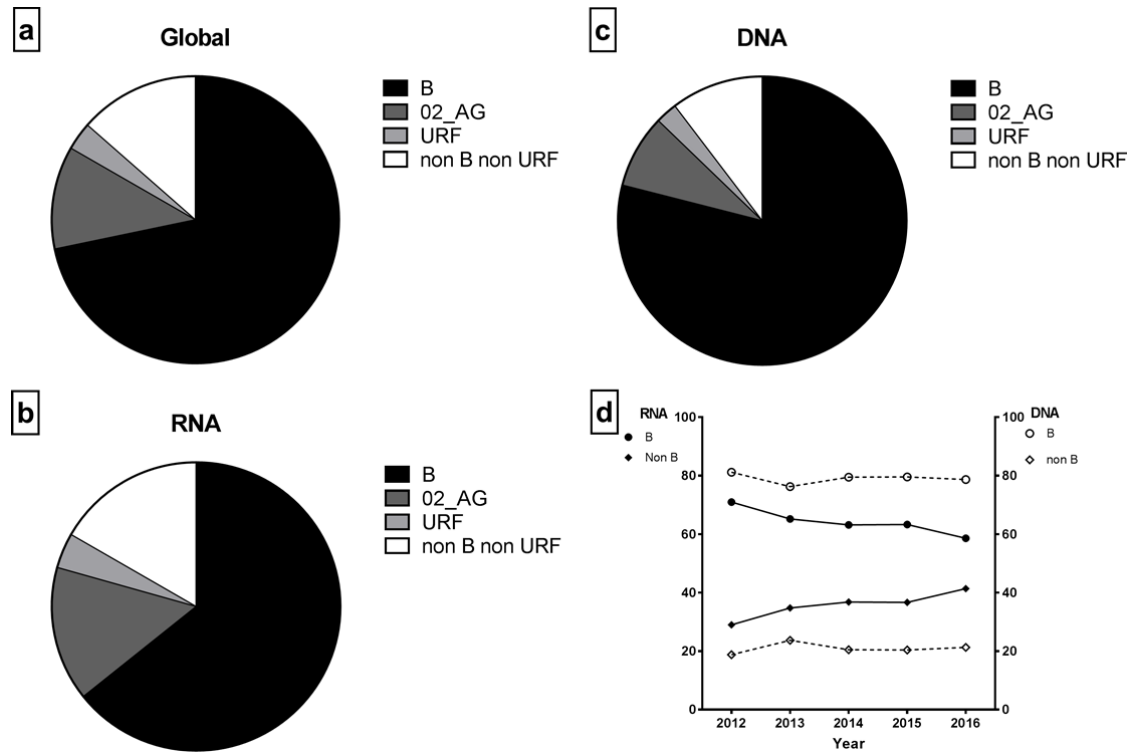 a
Global
B
02_AG
URF
non B non URF
c
DNA
B
02_AG
URF
non B non URF
b
RNA
B
02_AG
URF
non B non URF
d
RNA
B
Non B
DNA
B
non B
100
80
60
40
20
0
100
80
60
40
20
0
2012 2013 2014 2015 2016
Year